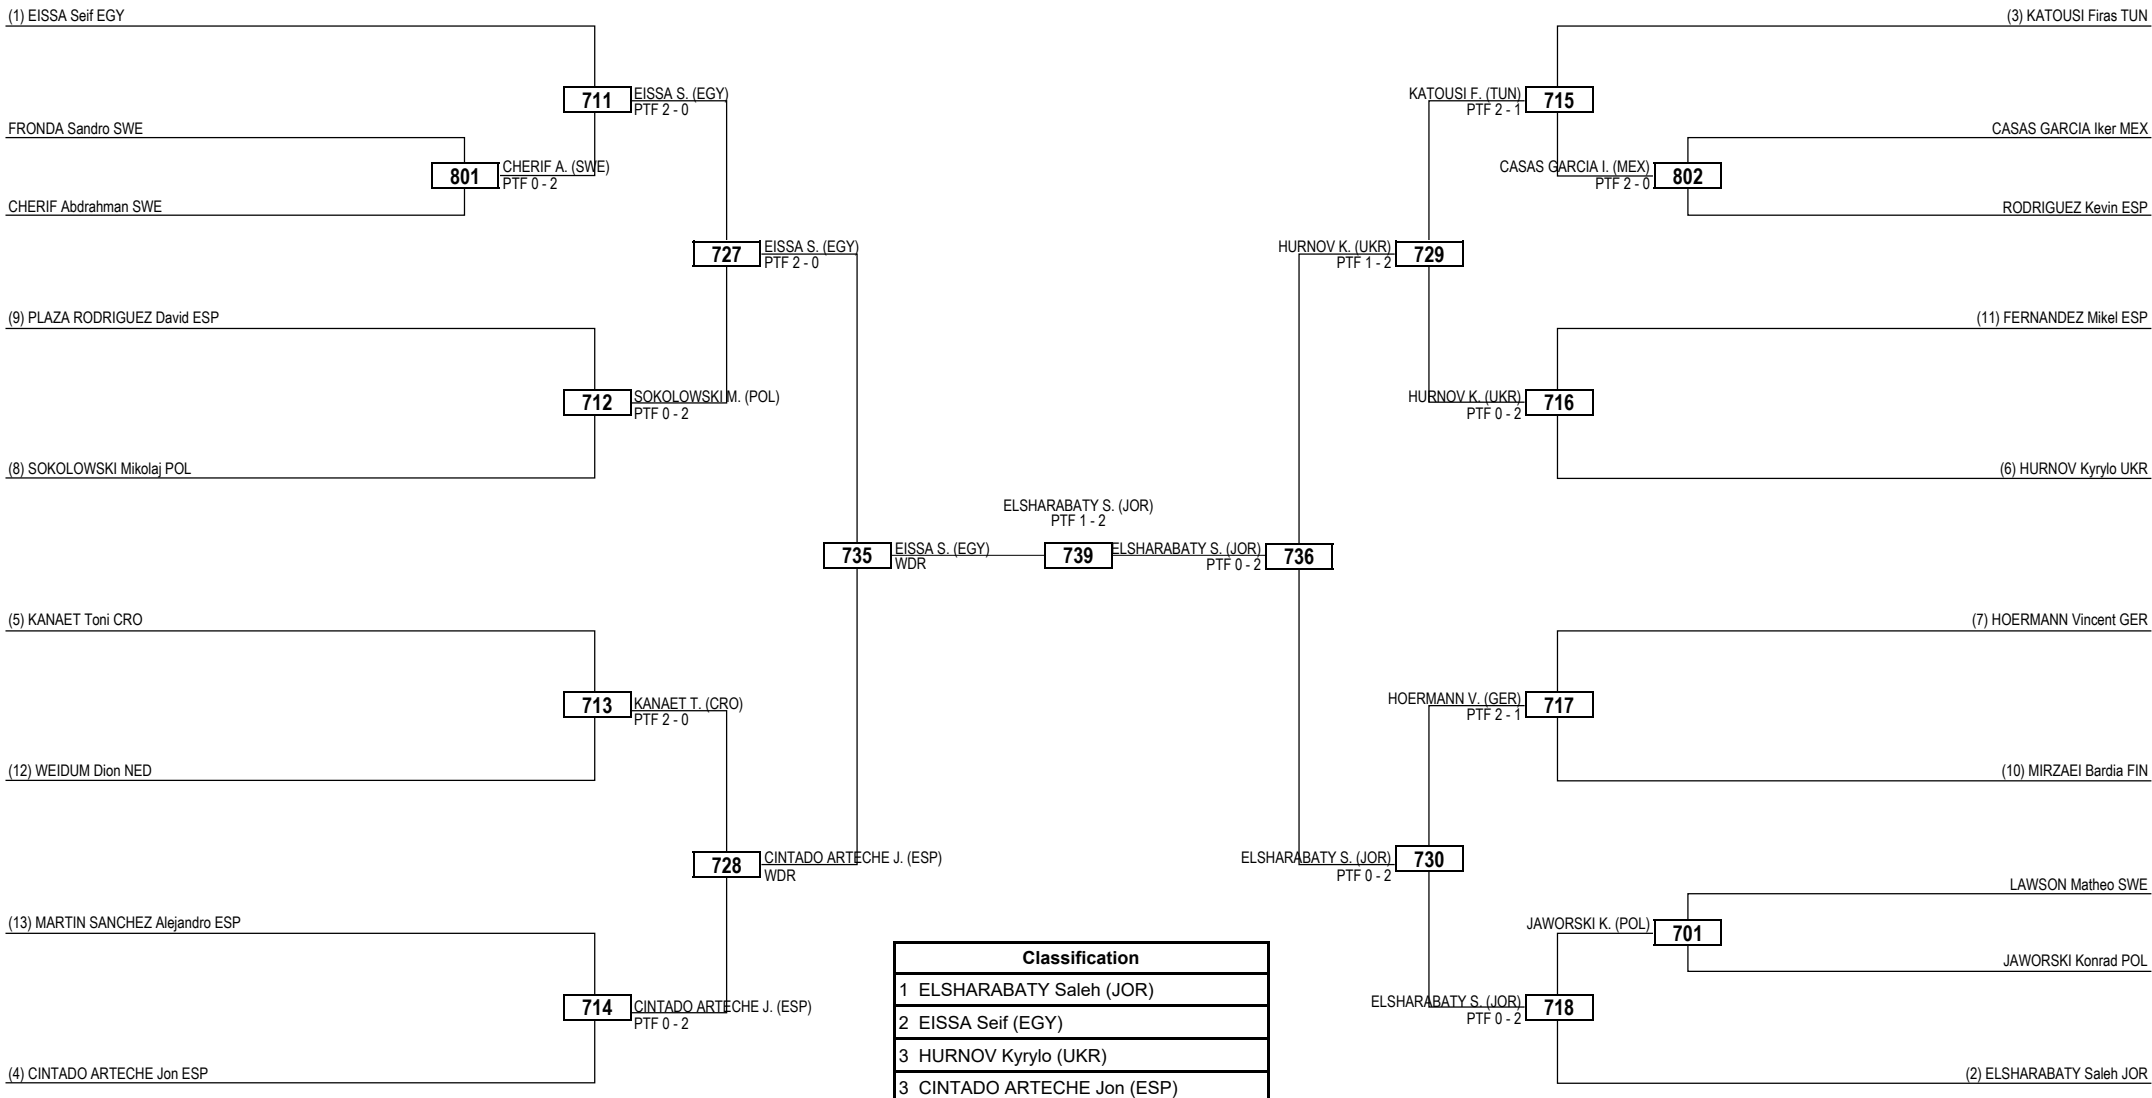 (1) EISSA Seif EGY
711
EISSA S. (EGY)
PTF 2 - 0
FRONDA Sandro SWE
801
CHERIF A. (SWE)
PTF 0 - 2
CHERIF Abdrahman SWE
727
EISSA S. (EGY)
PTF 2 - 0
(9) PLAZA RODRIGUEZ David ESP
712
SOKOLOWSKI M. (POL)
PTF 0 - 2
(8) SOKOLOWSKI Mikolaj POL
735
EISSA S. (EGY)
WDR
(5) KANAET Toni CRO
713
KANAET T. (CRO)
PTF 2 - 0
(12) WEIDUM Dion NED
728
CINTADO ARTECHE J. (ESP)
WDR
(13) MARTIN SANCHEZ Alejandro ESP
714
CINTADO ARTECHE J. (ESP)
PTF 0 - 2
(4) CINTADO ARTECHE Jon ESP
ELSHARABATY S. (JOR)
PTF 1 - 2
739
(3) KATOUSI Firas TUN
KATOUSI F. (TUN)
PTF 2 - 1
715
CASAS GARCIA Iker MEX
CASAS GARCIA I. (MEX)
PTF 2 - 0
802
RODRIGUEZ Kevin ESP
HURNOV K. (UKR)
PTF 1 - 2
729
(11) FERNANDEZ Mikel ESP
HURNOV K. (UKR)
PTF 0 - 2
716
(6) HURNOV Kyrylo UKR
ELSHARABATY S. (JOR)
PTF 0 - 2
736
(7) HOERMANN Vincent GER
HOERMANN V. (GER)
PTF 2 - 1
717
(10) MIRZAEI Bardia FIN
ELSHARABATY S. (JOR)
PTF 0 - 2
730
LAWSON Matheo SWE
JAWORSKI K. (POL)
701
JAWORSKI Konrad POL
ELSHARABATY S. (JOR)
PTF 0 - 2
718
(2) ELSHARABATY Saleh JOR
Classification
1 ELSHARABATY Saleh (JOR)
2 EISSA Seif (EGY)
3 HURNOV Kyrylo (UKR)
3 CINTADO ARTECHE Jon (ESP)